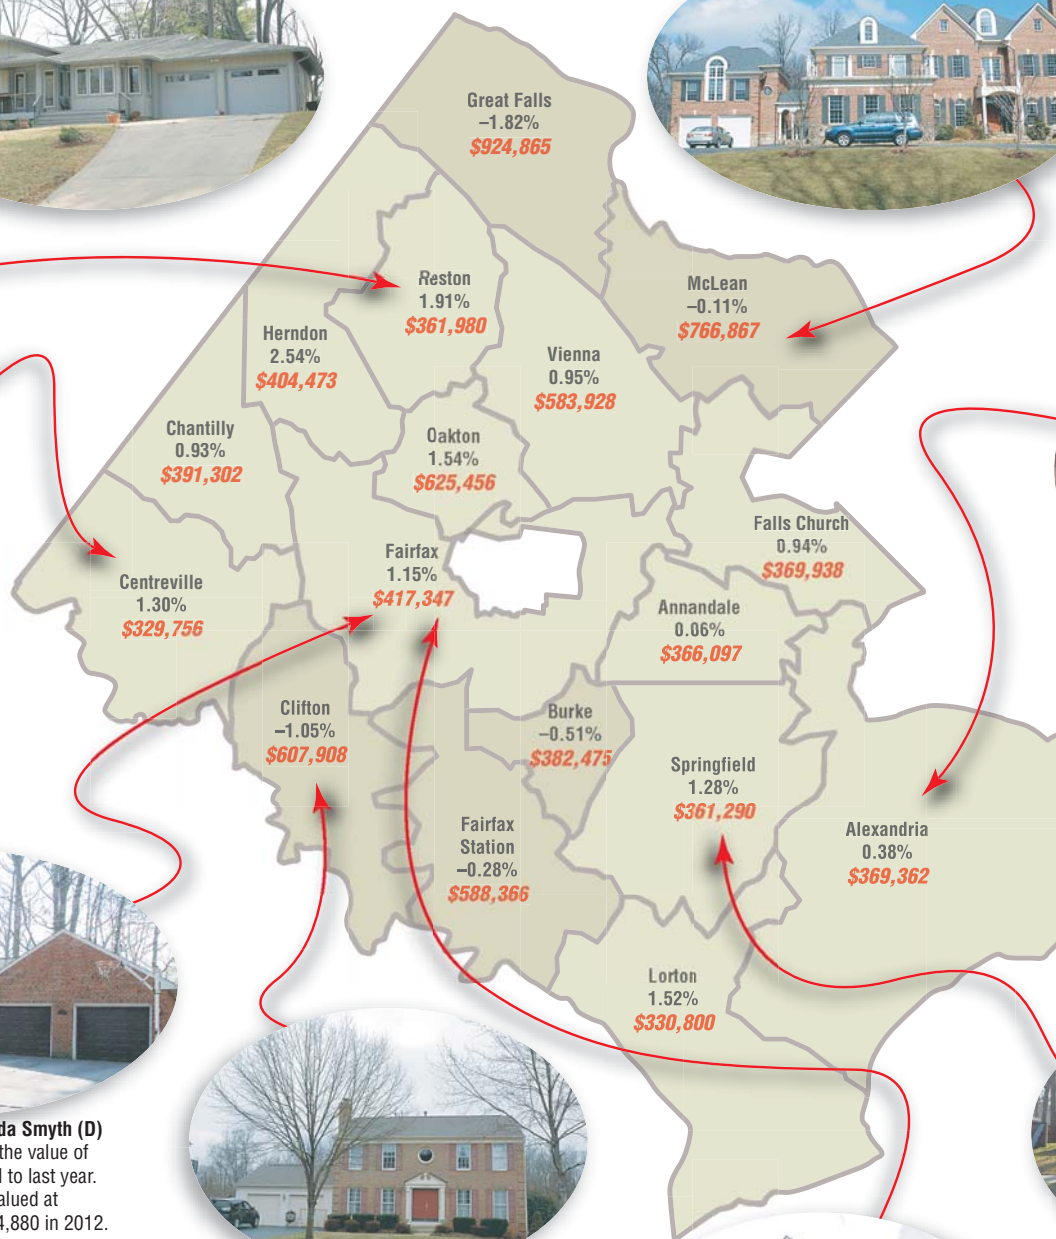 Great Falls
–1.82%
$924,865
McLean
–0.11%
$766,867
Reston
1.91%
$361,980
Herndon
2.54%
$404,473
Vienna
0.95%
$583,928
Chantilly
0.93%
$391,302
Oakton
1.54%
$625,456
Falls Church
0.94%
$369,938
Fairfax
1.15%
$417,347
Centreville
1.30%
$329,756
Annandale
0.06%
$366,097
Clifton
–1.05%
$607,908
Burke
–0.51%
$382,475
Springfield
1.28%
$361,290
Fairfax
Station
–0.28%
$588,366
Alexandria
0.38%
$369,362
Lorton
1.52%
$330,800
da Smyth (D)
the value of
to last year.
alued at
4,880 in 2012.